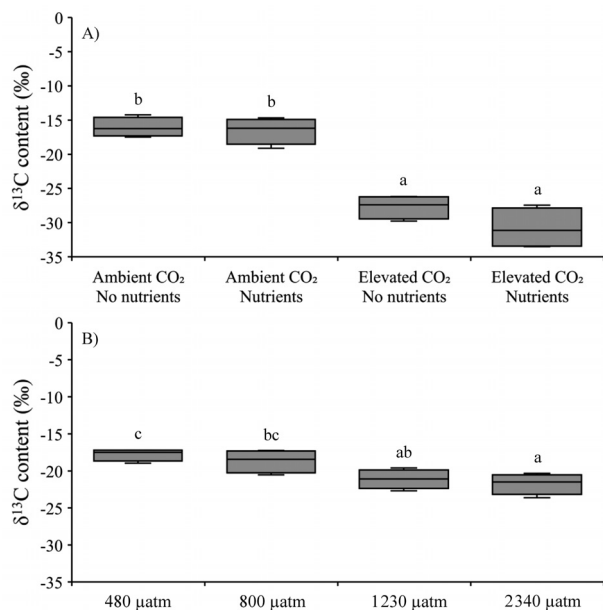 A)
δ¹³C content (‰)
0
-5
-10
-15
-20
-25
-30
-35
b
b
a
a
Ambient CO₂
No nutrients
Ambient CO₂
Nutrients
Elevated CO₂
No nutrients
Elevated CO₂
Nutrients
B)
δ¹³C content (‰)
0
-5
-10
-15
-20
-25
-30
-35
c
bc
ab
a
480 µatm
800 µatm
1230 µatm
2340 µatm